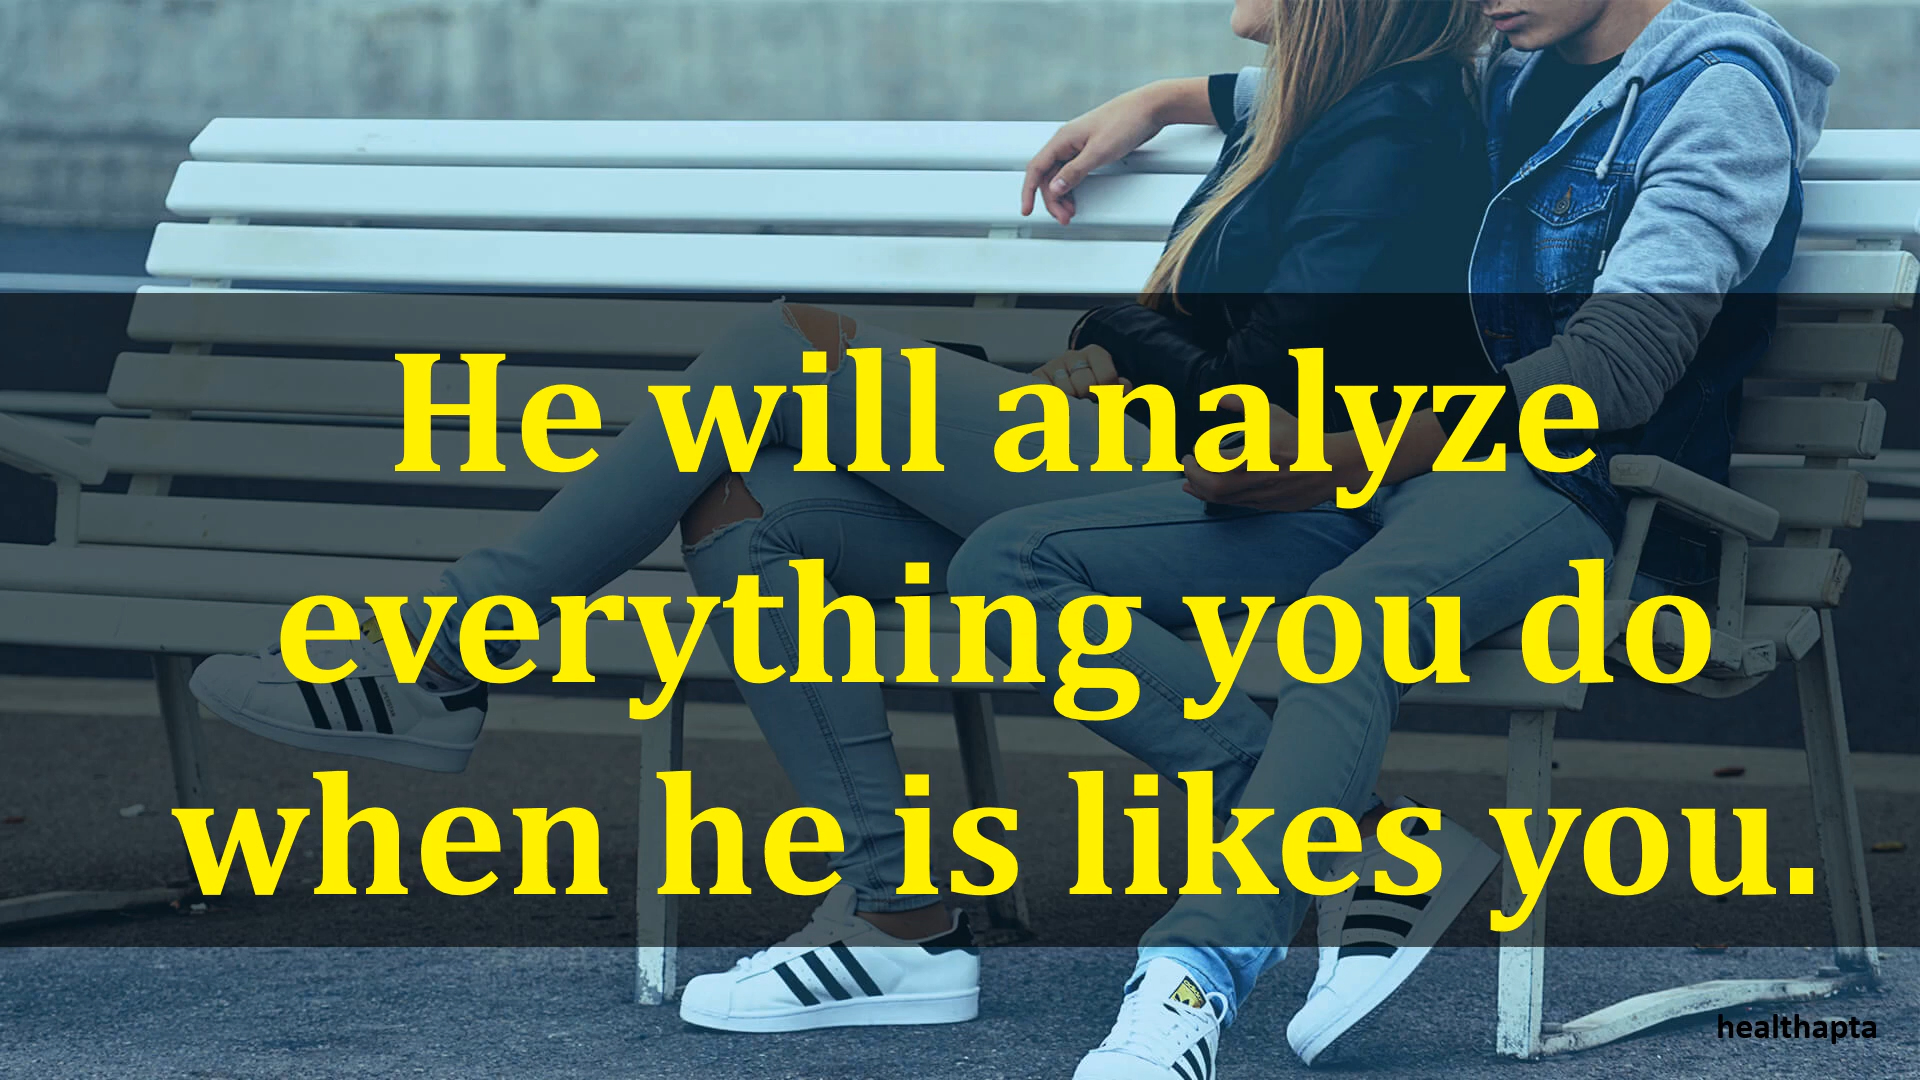 He will analyze
everything you do
when he is likes you.
healthapta